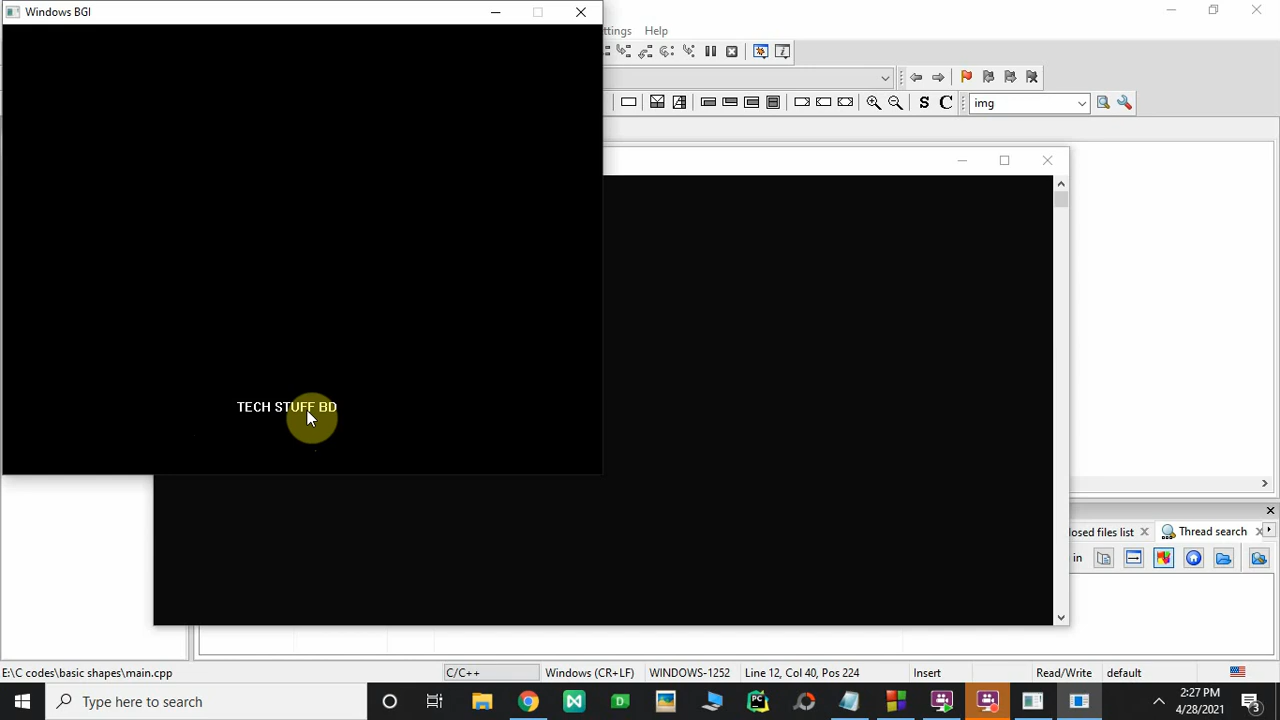 Windows BGI
ttings Help
img
TECH STUFF BD
losed files list Thread search
in
E:\C codes\basic shapes\main.cpp C/C++ Windows (CR+LF) WINDOWS-1252 Line 12, Col 40, Pos 224 Insert Read/Write default
Type here to search
2:27 PM
4/28/2021
3